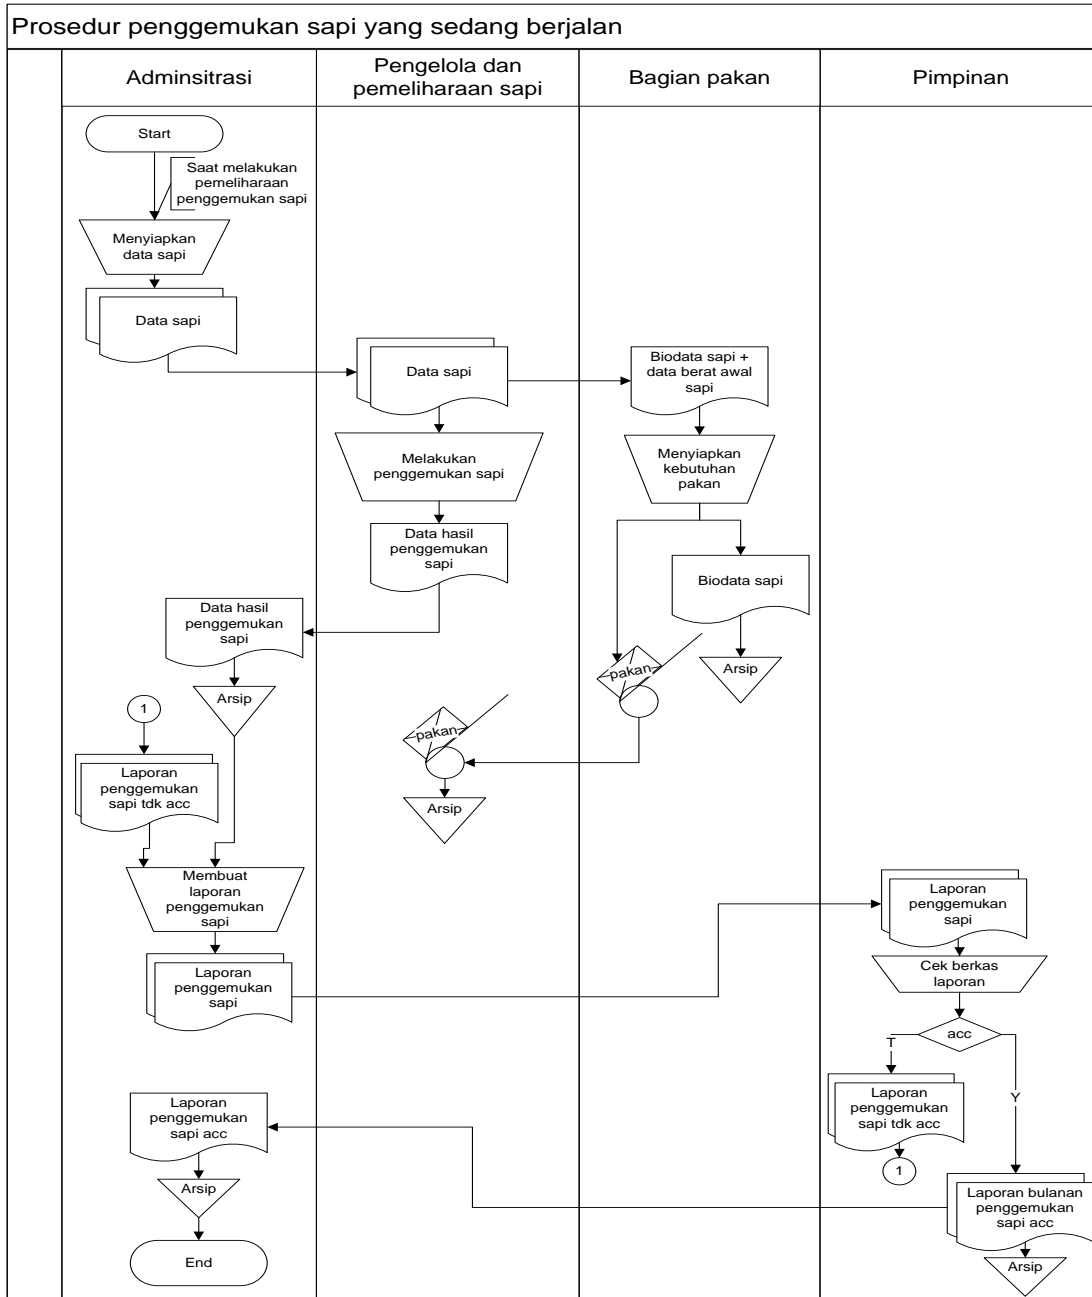 Prosedur penggemukan sapi yang sedang berjalan
Adminsitrasi
Pengelola dan
pemeliharaan sapi
Bagian pakan
Pimpinan
Start
Saat melakukan
pemeliharaan
penggemukan sapi
Menyiapkan
data sapi
Data sapi
Data sapi
Biodata sapi +
data berat awal
sapi
Melakukan
penggemukan sapi
Menyiapkan
kebutuhan
pakan
Data hasil
penggemukan
sapi
Biodata sapi
Data hasil
penggemukan
sapi
pakan
Arsip
Arsip
1
pakan
Laporan
penggemukan
sapi tdk acc
Arsip
Membuat
laporan
penggemukan
sapi
Laporan
penggemukan
sapi
Laporan
penggemukan
sapi
Cek berkas
laporan
acc
T
Y
Laporan
penggemukan
sapi tdk acc
1
Laporan
penggemukan
sapi acc
Arsip
Laporan bulanan
penggemukan
sapi acc
Arsip
End